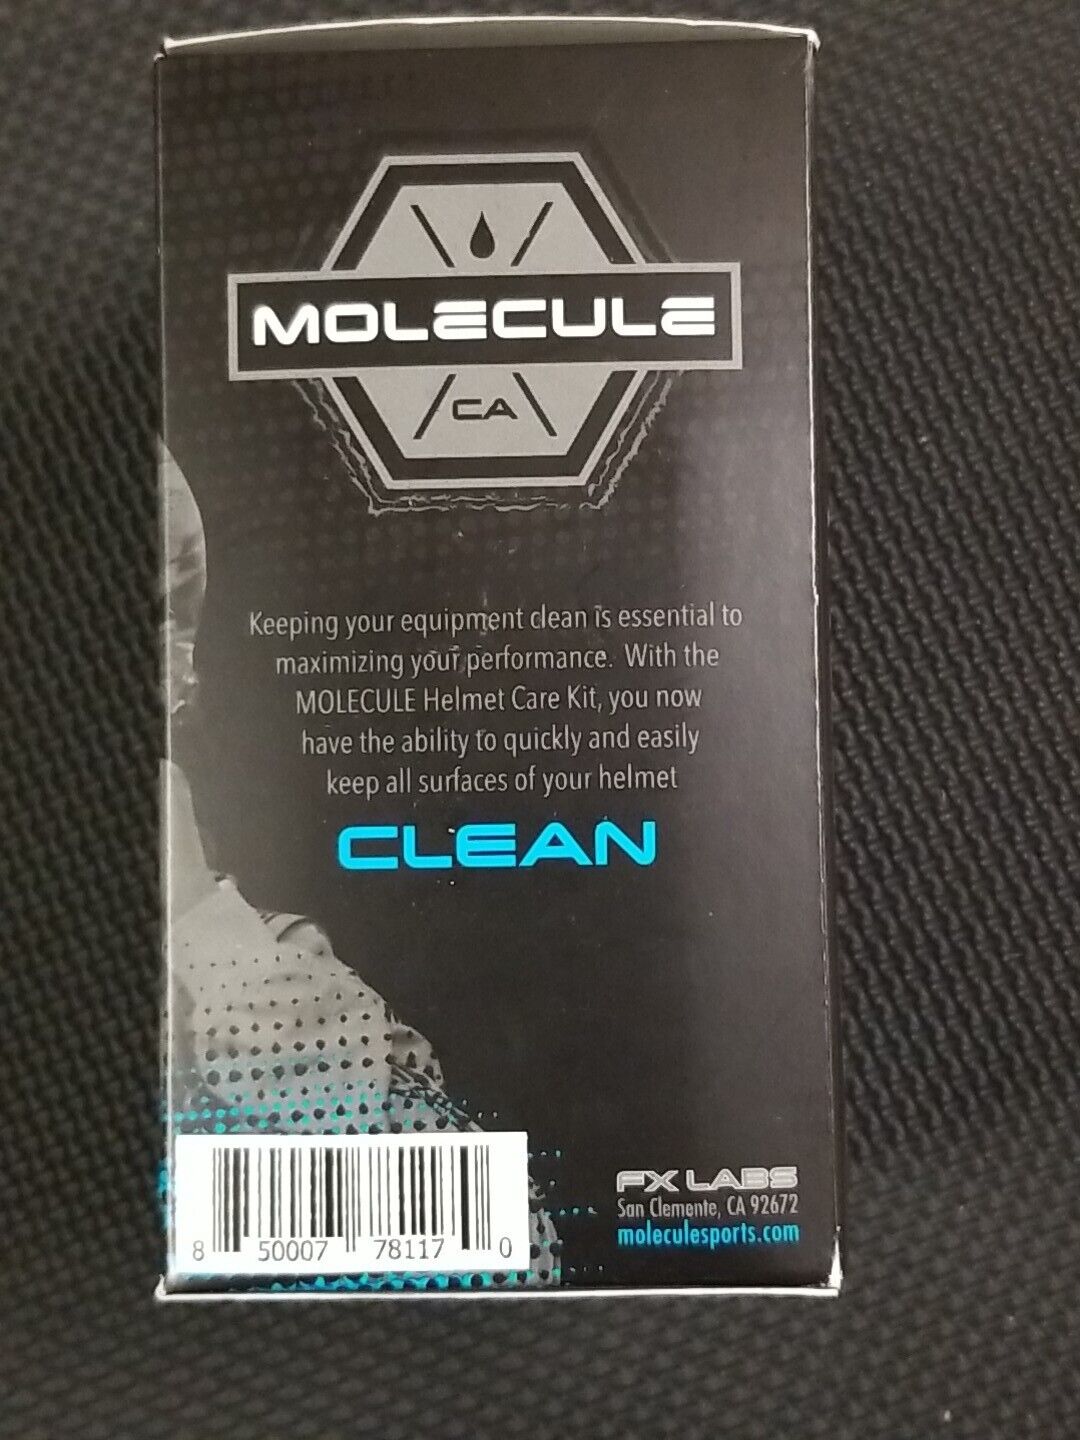 MOLECULE
CA
Keeping your equipment clean is essential to
maximizing your performance. With the
MOLECULE Helmet Care Kit, you now
have the ability to quickly and easily
keep all surfaces of your helmet
CLEAN
FX LABS
San Clemente, CA 92672
moleculesports.com
8 50007 78117 0